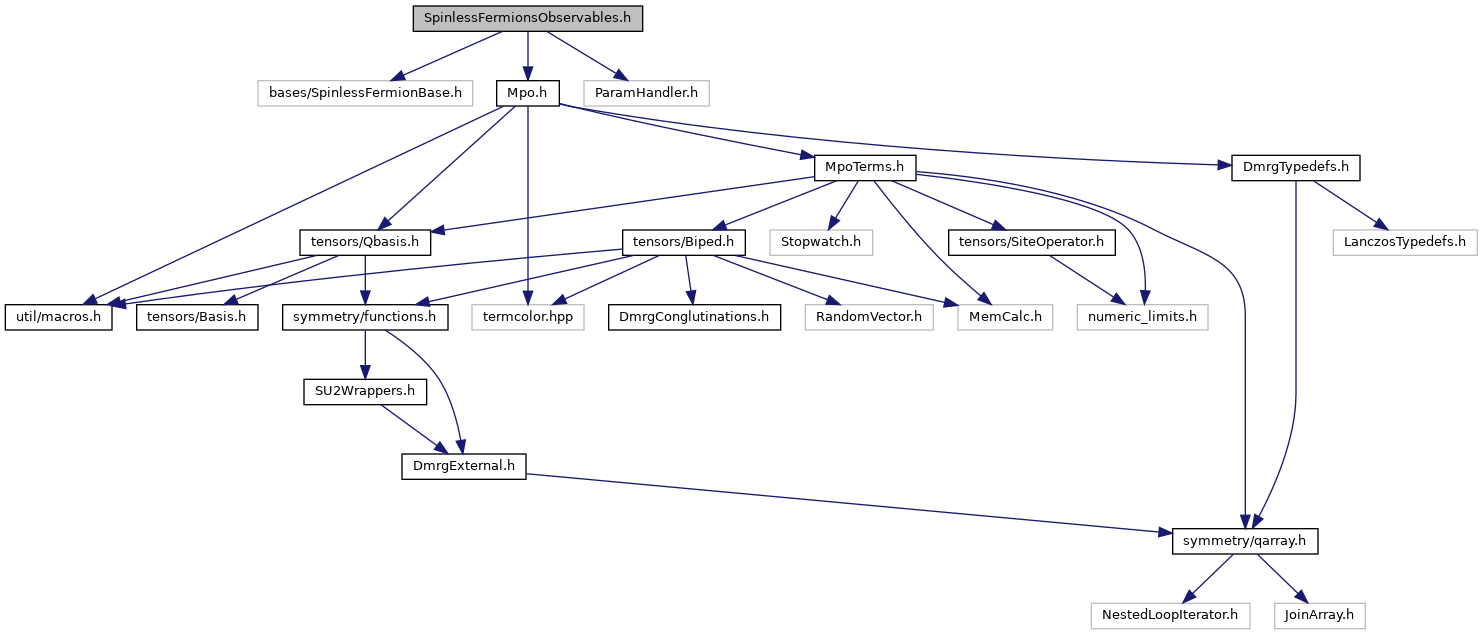 SpinlessFermionsObservables.h
bases/SpinlessFermionBase.h
Mpo.h
ParamHandler.h
MpoTerms.h
DmrgTypedefs.h
tensors/Qbasis.h
tensors/Biped.h
Stopwatch.h
tensors/SiteOperator.h
LanczosTypedefs.h
util/macros.h
tensors/Basis.h
symmetry/functions.h
termcolor.hpp
DmrgConglutinations.h
RandomVector.h
MemCalc.h
numeric_limits.h
SU2Wrappers.h
DmrgExternal.h
symmetry/qarray.h
NestedLoopIterator.h
JoinArray.h